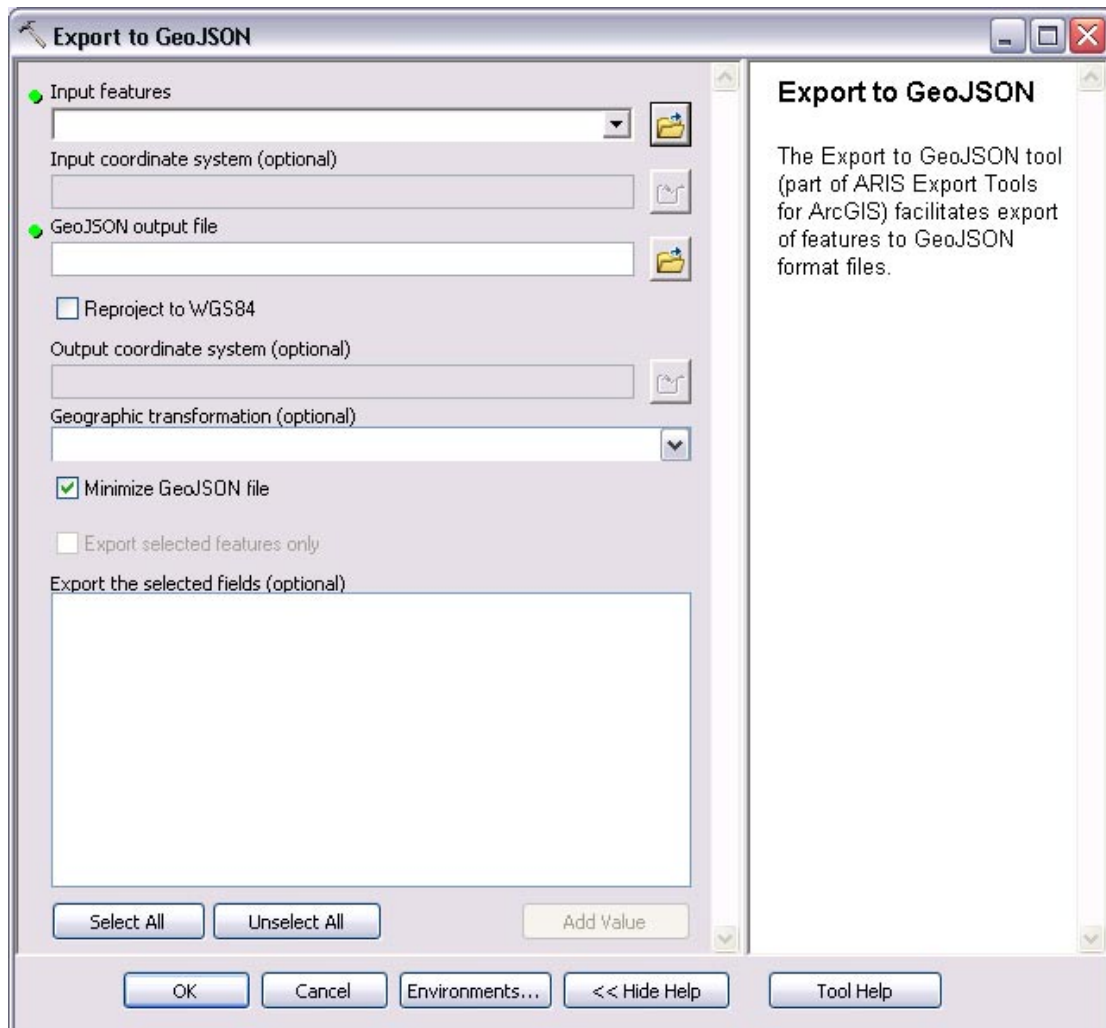 Export to GeoJSON
Input features
Input coordinate system (optional)
GeoJSON output file
Reproject to WGS84
Output coordinate system (optional)
Geographic transformation (optional)
Minimize GeoJSON file
Export selected features only
Export the selected fields (optional)
Select All
Unselect All
Add Value
Export to GeoJSON
The Export to GeoJSON tool
(part of ARIS Export Tools
for ArcGIS) facilitates export
of features to GeoJSON
format files.
OK
Cancel
Environments...
<< Hide Help
Tool Help